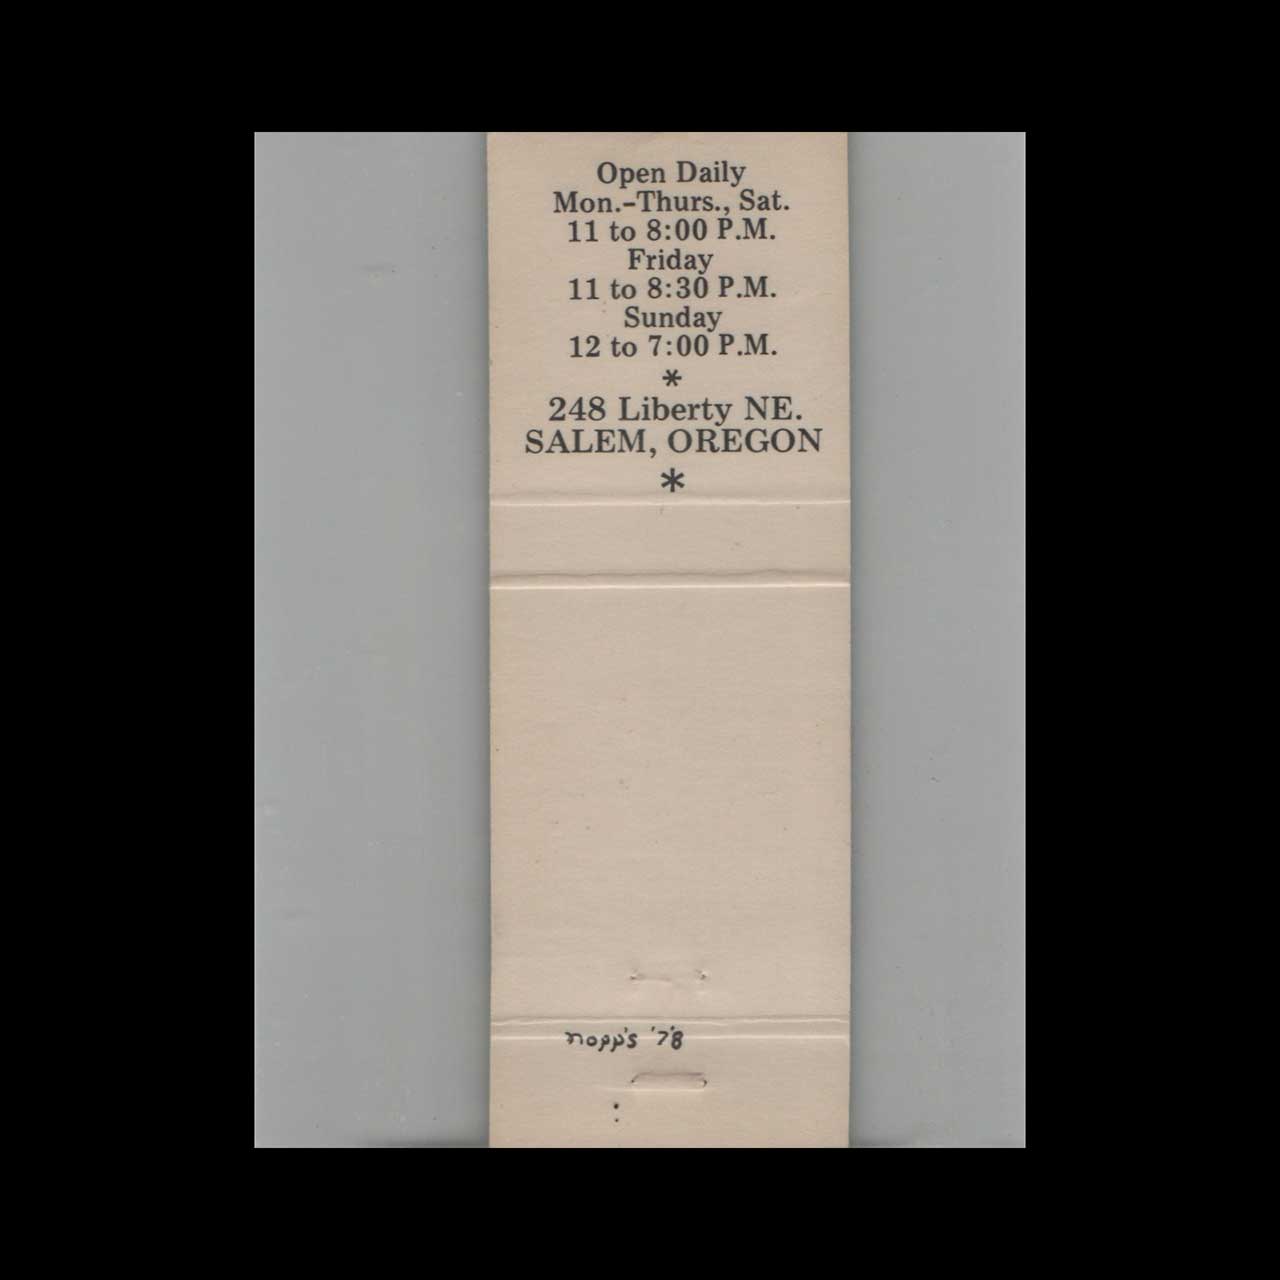 Open Daily
Mon.-Thurs., Sat.
11 to 8:00 P.M.
Friday
11 to 8:30 P.M.
Sunday
12 to 7:00 P.M.
*
248 Liberty NE.
SALEM, OREGON
*
nopp's '78